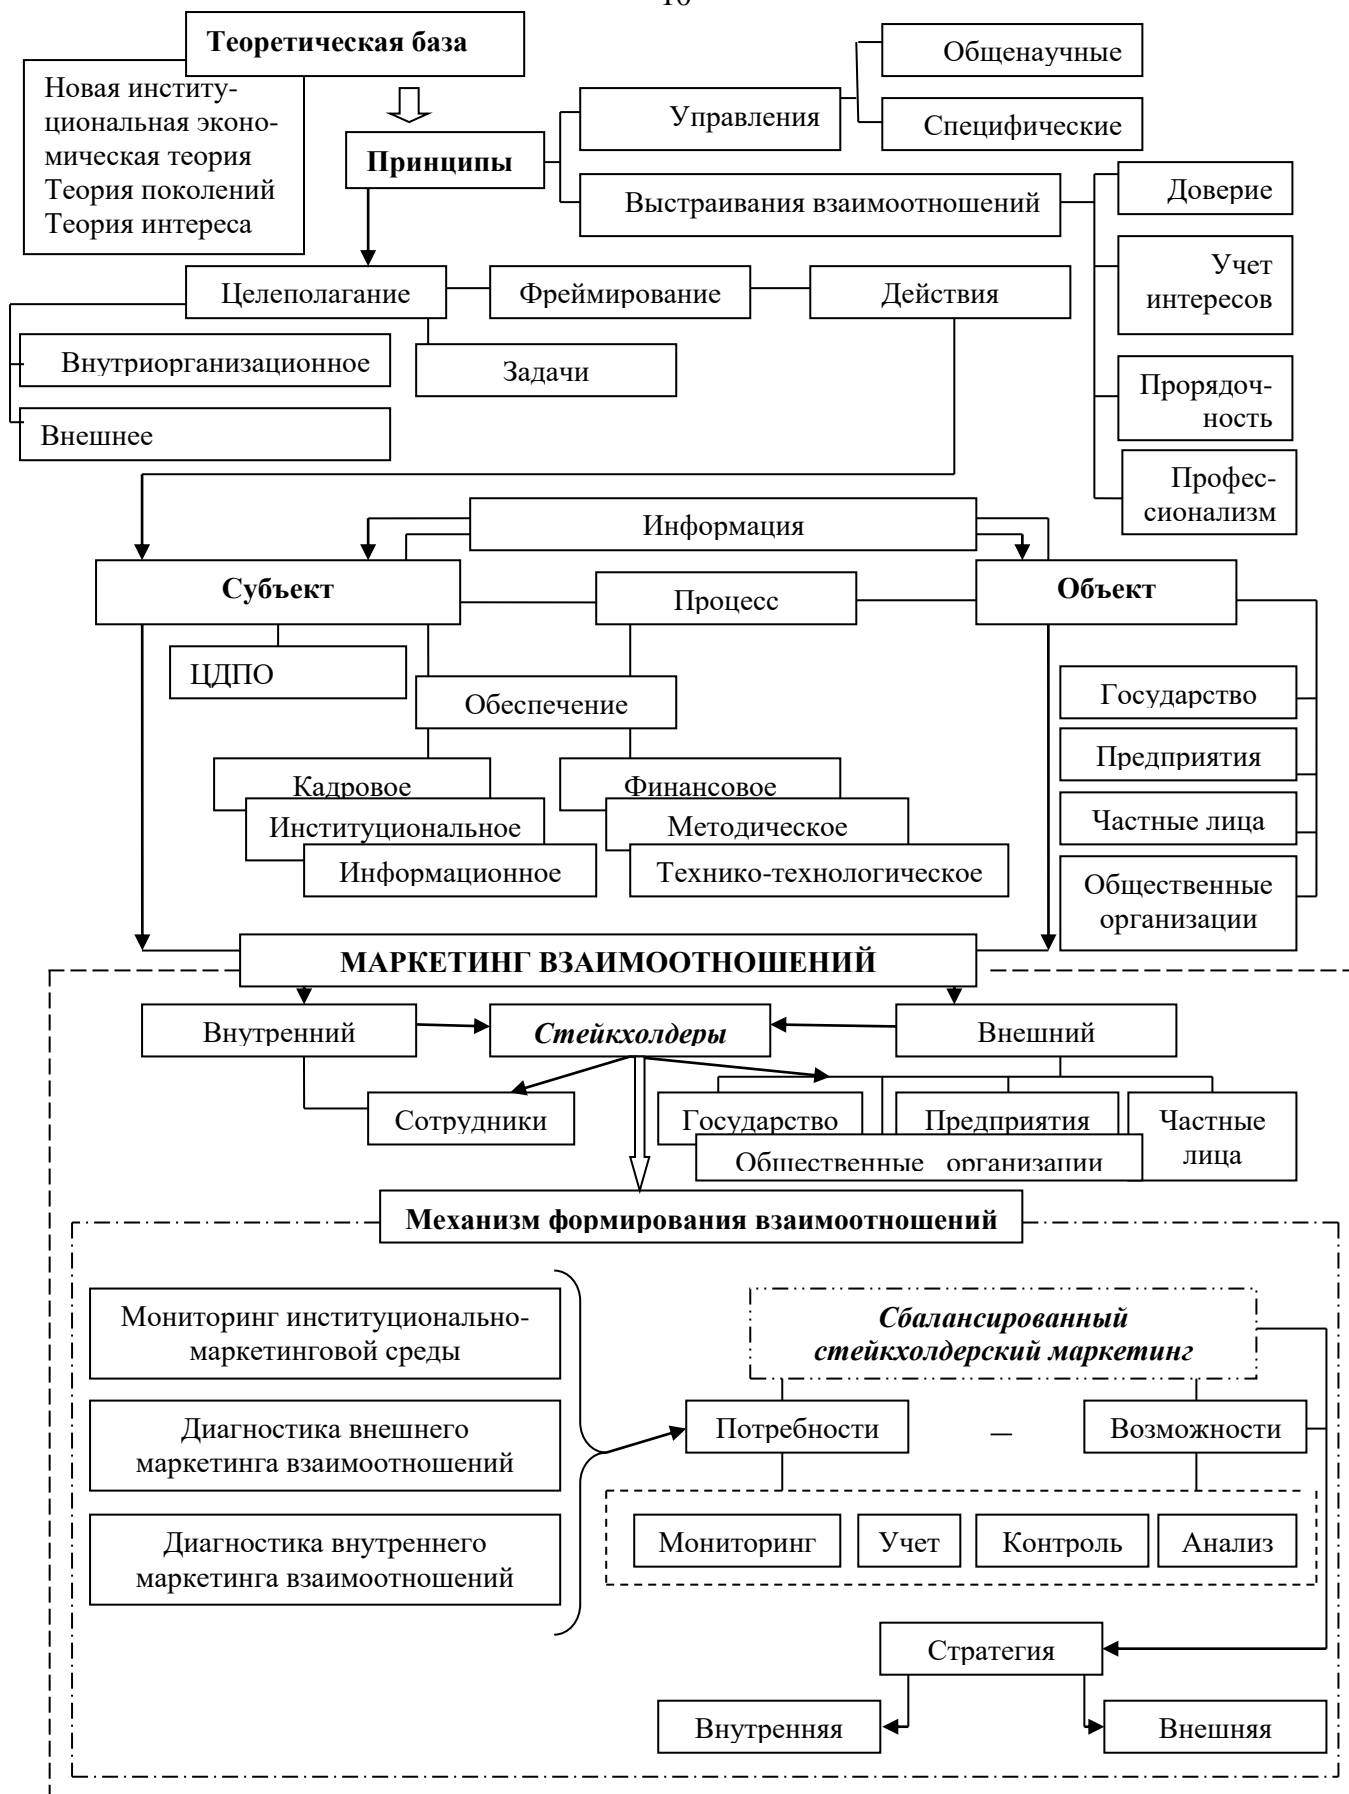 Теоретическая база
Общенаучные
Новая институ-
циональная эконо-
мическая теория
Теория поколений
Теория интереса
Управления
Специфические
Принципы
Выстраивания взаимоотношений
Доверие
Учет
интересов
Прорядоч-
ность
Профес-
сионализм
Целеполагание
Фреймирование
Действия
Внутриорганизационное
Задачи
Внешнее
Информация
Субъект
Процесс
Объект
ЦДПО
Обеспечение
Государство
Предприятия
Частные лица
Общественные
организации
Кадровое
Финансовое
Институциональное
Методическое
Информационное
Технико-технологическое
МАРКЕТИНГ ВЗАИМООТНОШЕНИЙ
Внутренний
Стейкхолдеры
Внешний
Сотрудники
Государство
Предприятия
Частные
лица
Общественные организации
Механизм формирования взаимоотношений
Мониторинг институционально-
маркетинговой среды
Диагностика внешнего
маркетинга взаимоотношений
Диагностика внутреннего
маркетинга взаимоотношений
Сбалансированный
стейкхолдерский маркетинг
Потребности
–
Возможности
Мониторинг
Учет
Контроль
Анализ
Стратегия
Внутренняя
Внешняя